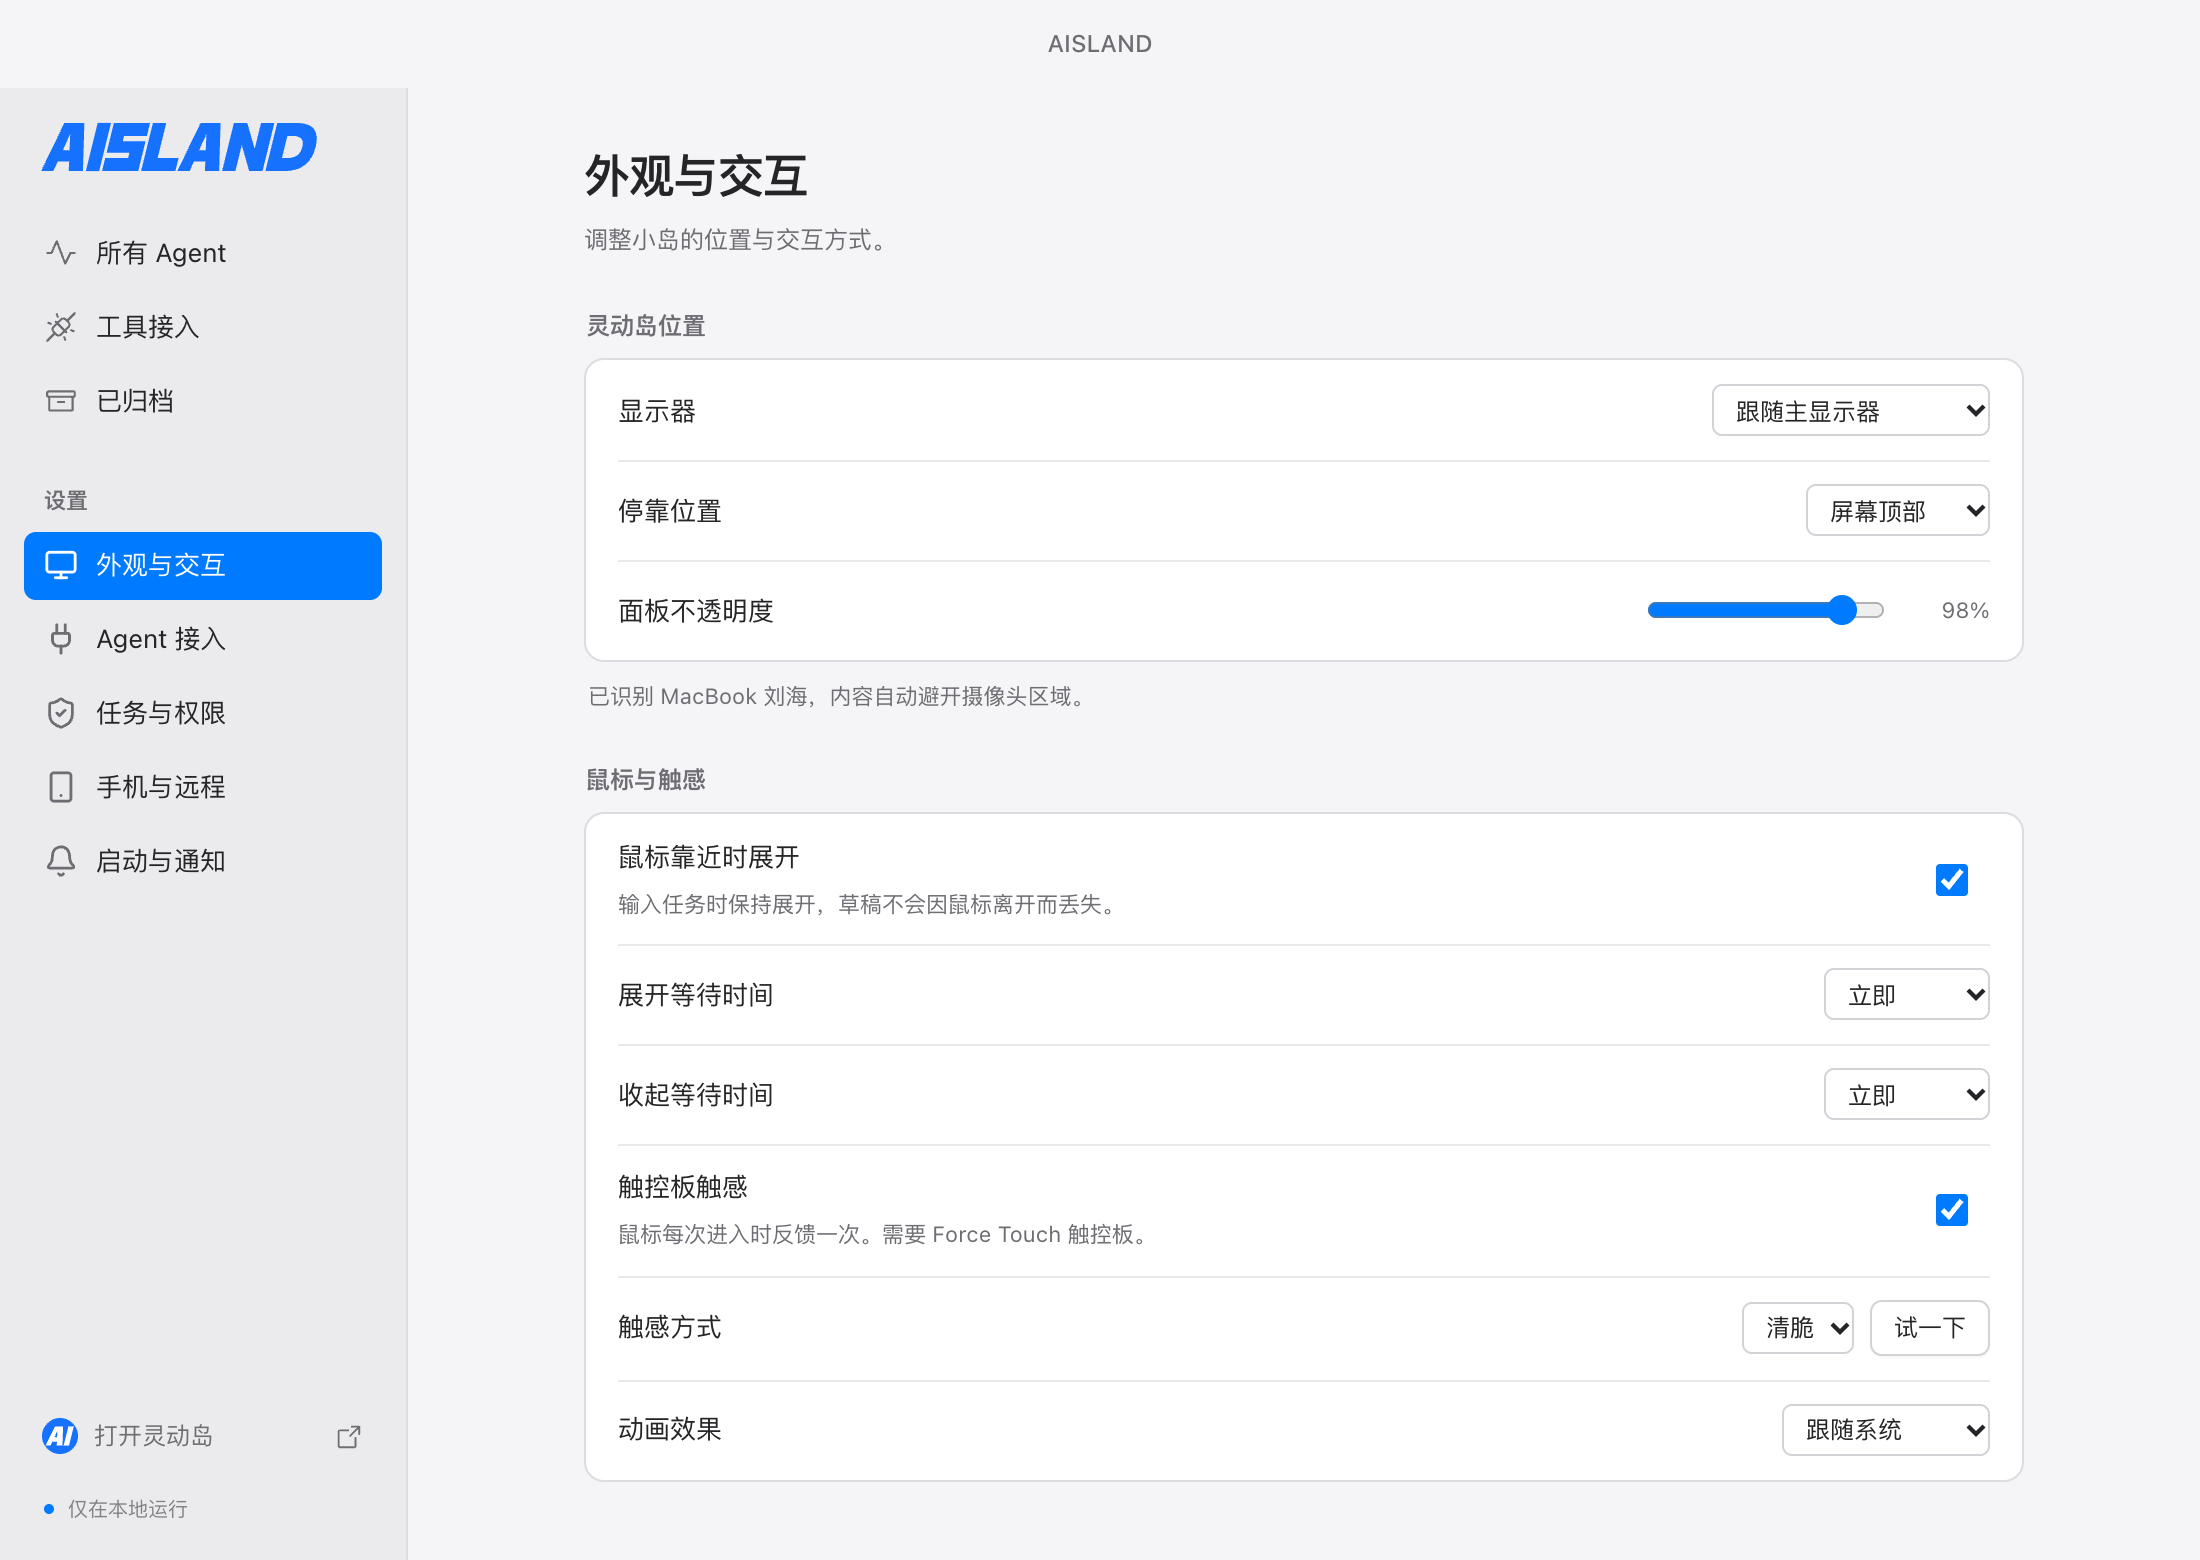 AISLAND
AISLAND
所有 Agent
工具接入
已归档
设置
外观与交互
Agent 接入
任务与权限
手机与远程
启动与通知
AI 打开灵动岛
仅在本地运行
外观与交互
调整小岛的位置与交互方式。
灵动岛位置
显示器 跟随主显示器
停靠位置 屏幕顶部
面板不透明度 98%
已识别 MacBook 刘海，内容自动避开摄像头区域。
鼠标与触感
鼠标靠近时展开
输入任务时保持展开，草稿不会因鼠标离开而丢失。
展开等待时间 立即
收起等待时间 立即
触控板触感
鼠标每次进入时反馈一次。需要 Force Touch 触控板。
触感方式 清脆 试一下
动画效果 跟随系统